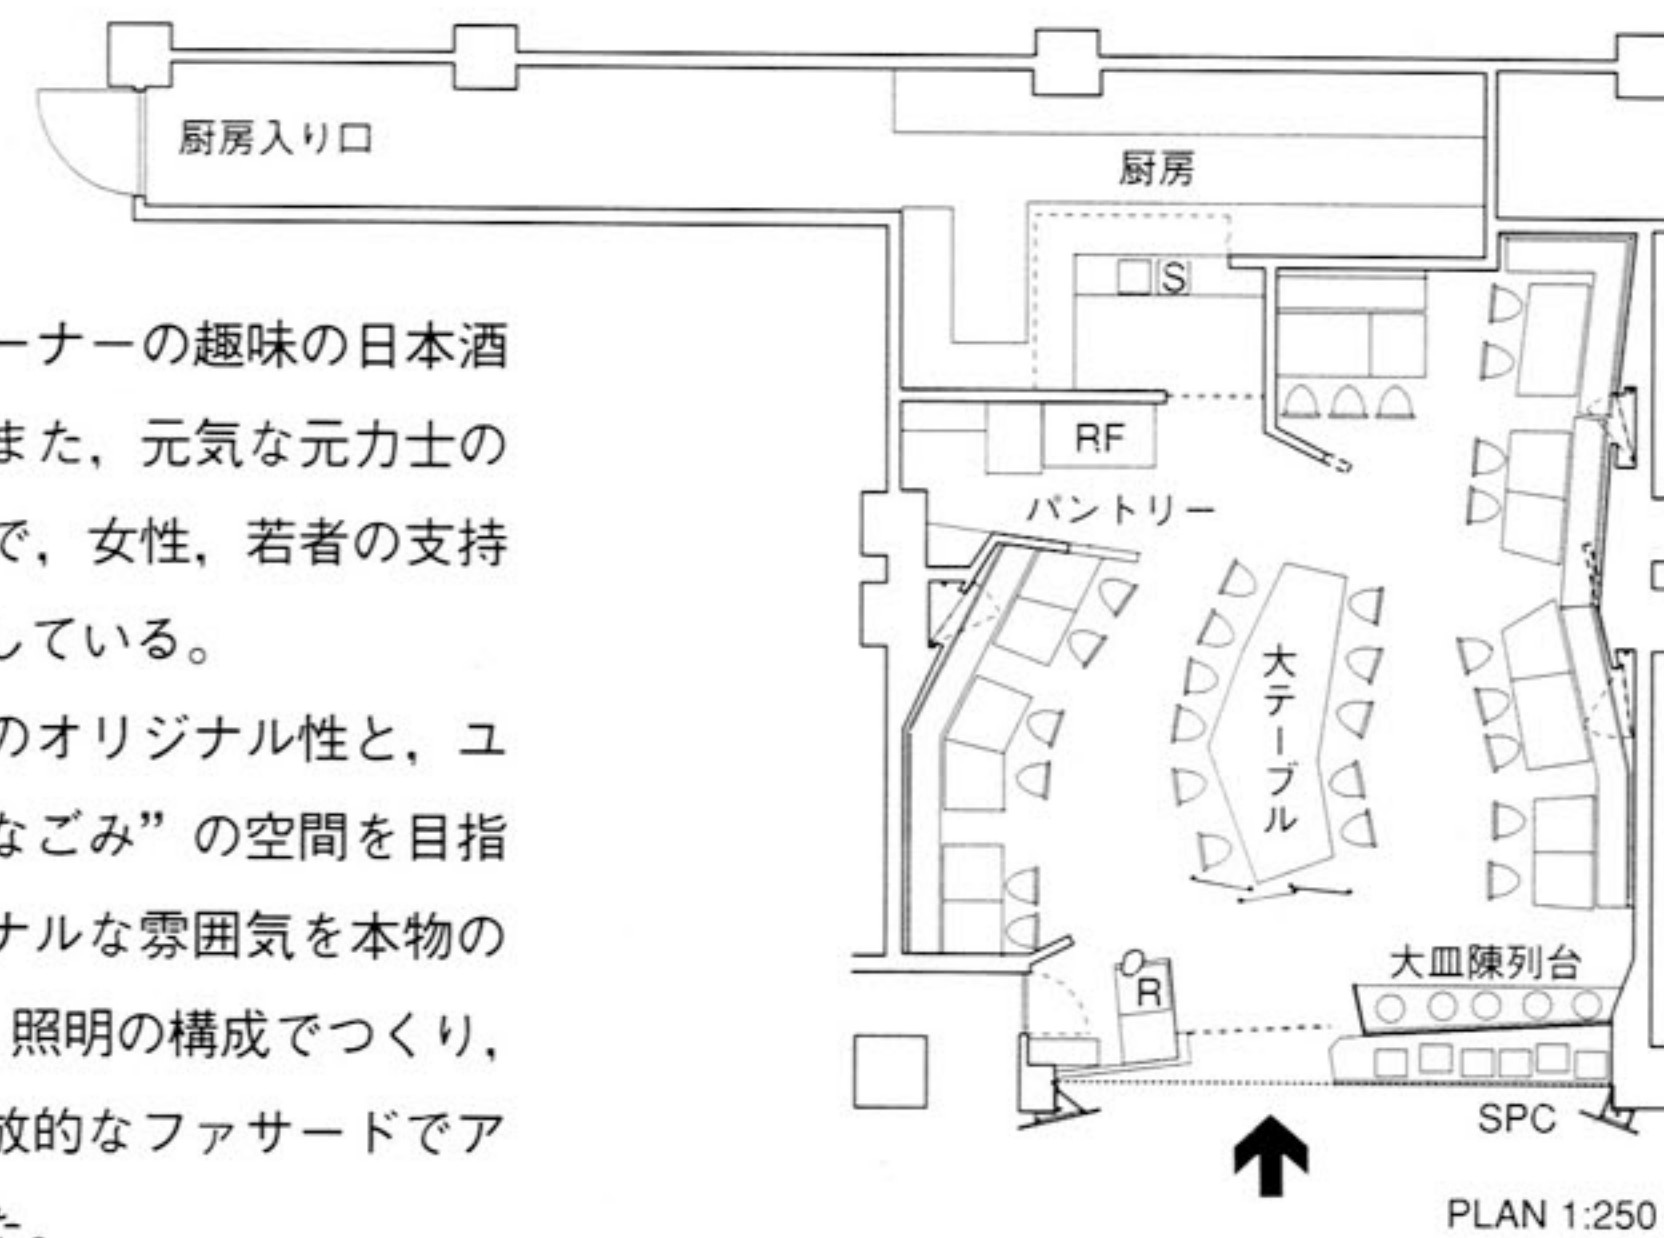 厨房入り口
厨房
S
RF
パントリー
大テーブル
大皿陳列台
R
SPC
PLAN 1:250
ーナーの趣味の日本酒
また，元気な元力士の
で，女性，若者の支持
している。
のオリジナル性と，ユ
なごみ”の空間を目指
ナルな雰囲気を本物の
照明の構成でつくり，
放的なファサードでア
た。